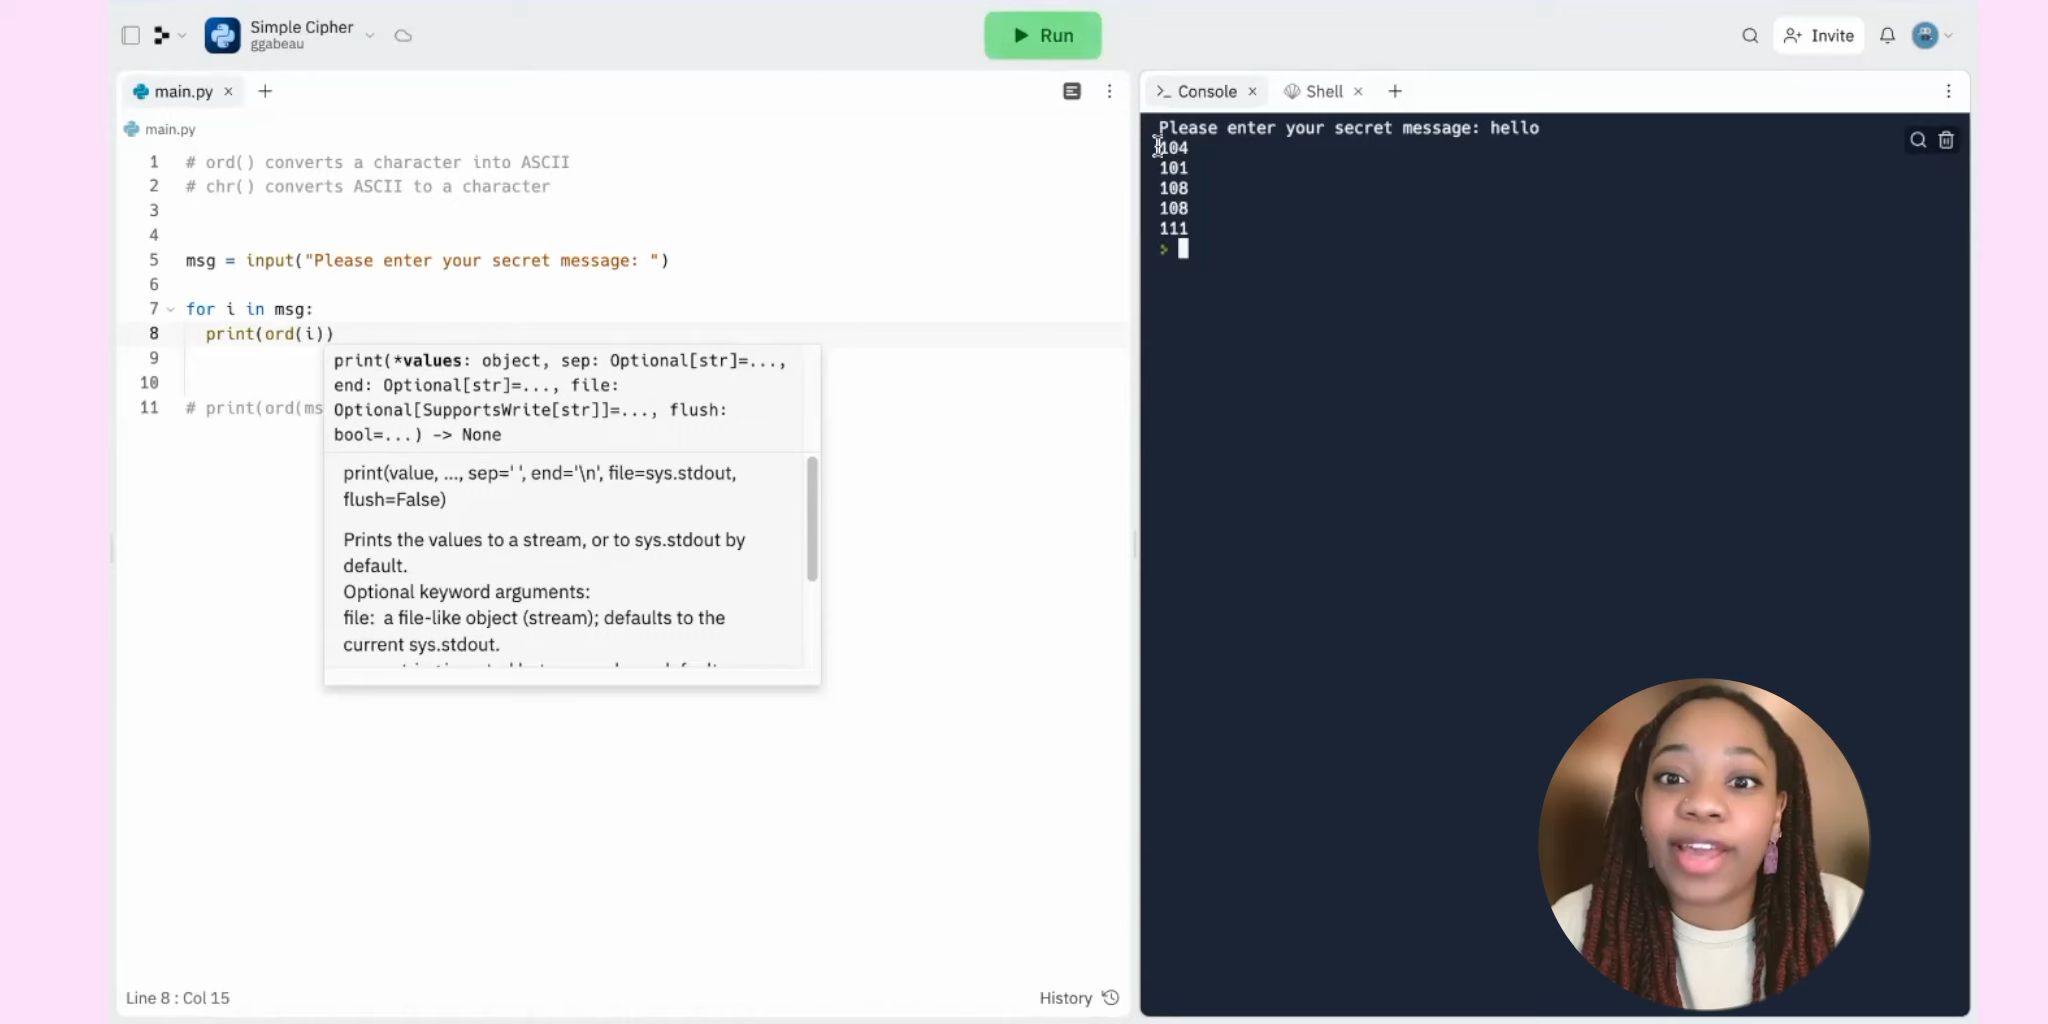 Simple Cipher
ggabeau
Run
Invite
main.py
main.py
1 # ord() converts a character into ASCII
2 # chr() converts ASCII to a character
3
4
5 msg = input("Please enter your secret message: ")
6
7 for i in msg:
8 print(ord(i))
9
10
11 # print(ord(ms
print(*values: object, sep: Optional[str]=...,
end: Optional[str]=..., file:
Optional[SupportsWrite[str]]=..., flush:
bool=...) -> None
print(value, ..., sep=' ', end='\n', file=sys.stdout,
flush=False)
Prints the values to a stream, or to sys.stdout by
default.
Optional keyword arguments:
file: a file-like object (stream); defaults to the
current sys.stdout.
Line 8 : Col 15
History
>_ Console
Shell
Please enter your secret message: hello
104
101
108
108
111
>